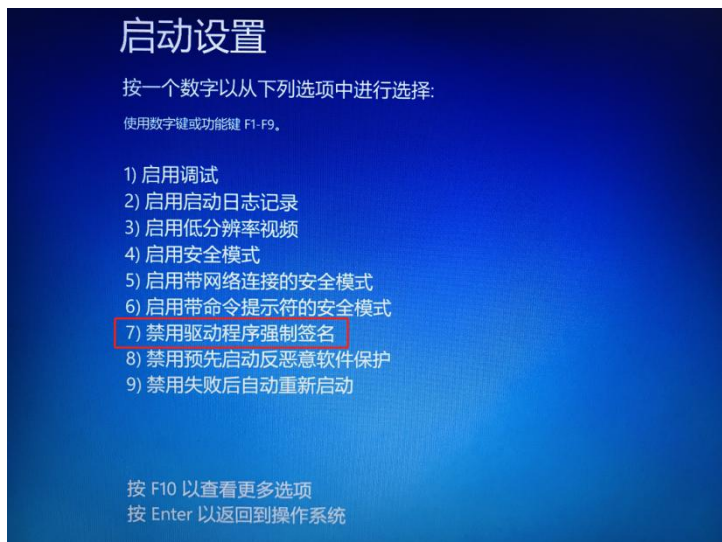 启动设置
按一个数字以从下列选项中进行选择:
使用数字键或功能键 F1-F9。
1) 启用调试
2) 启用启动日志记录
3) 启用低分辨率视频
4) 启用安全模式
5) 启用带网络连接的安全模式
6) 启用带命令提示符的安全模式
7) 禁用驱动程序强制签名
8) 禁用预先启动反恶意软件保护
9) 禁用失败后自动重新启动
按 F10 以查看更多选项
按 Enter 以返回到操作系统